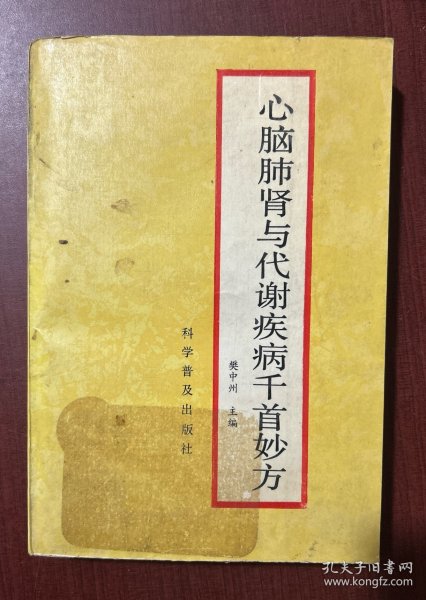 心脑肺肾与代谢疾病千首妙方
樊中州 主编
科学普及出版社
孔夫子旧书网
www.kongfz.com